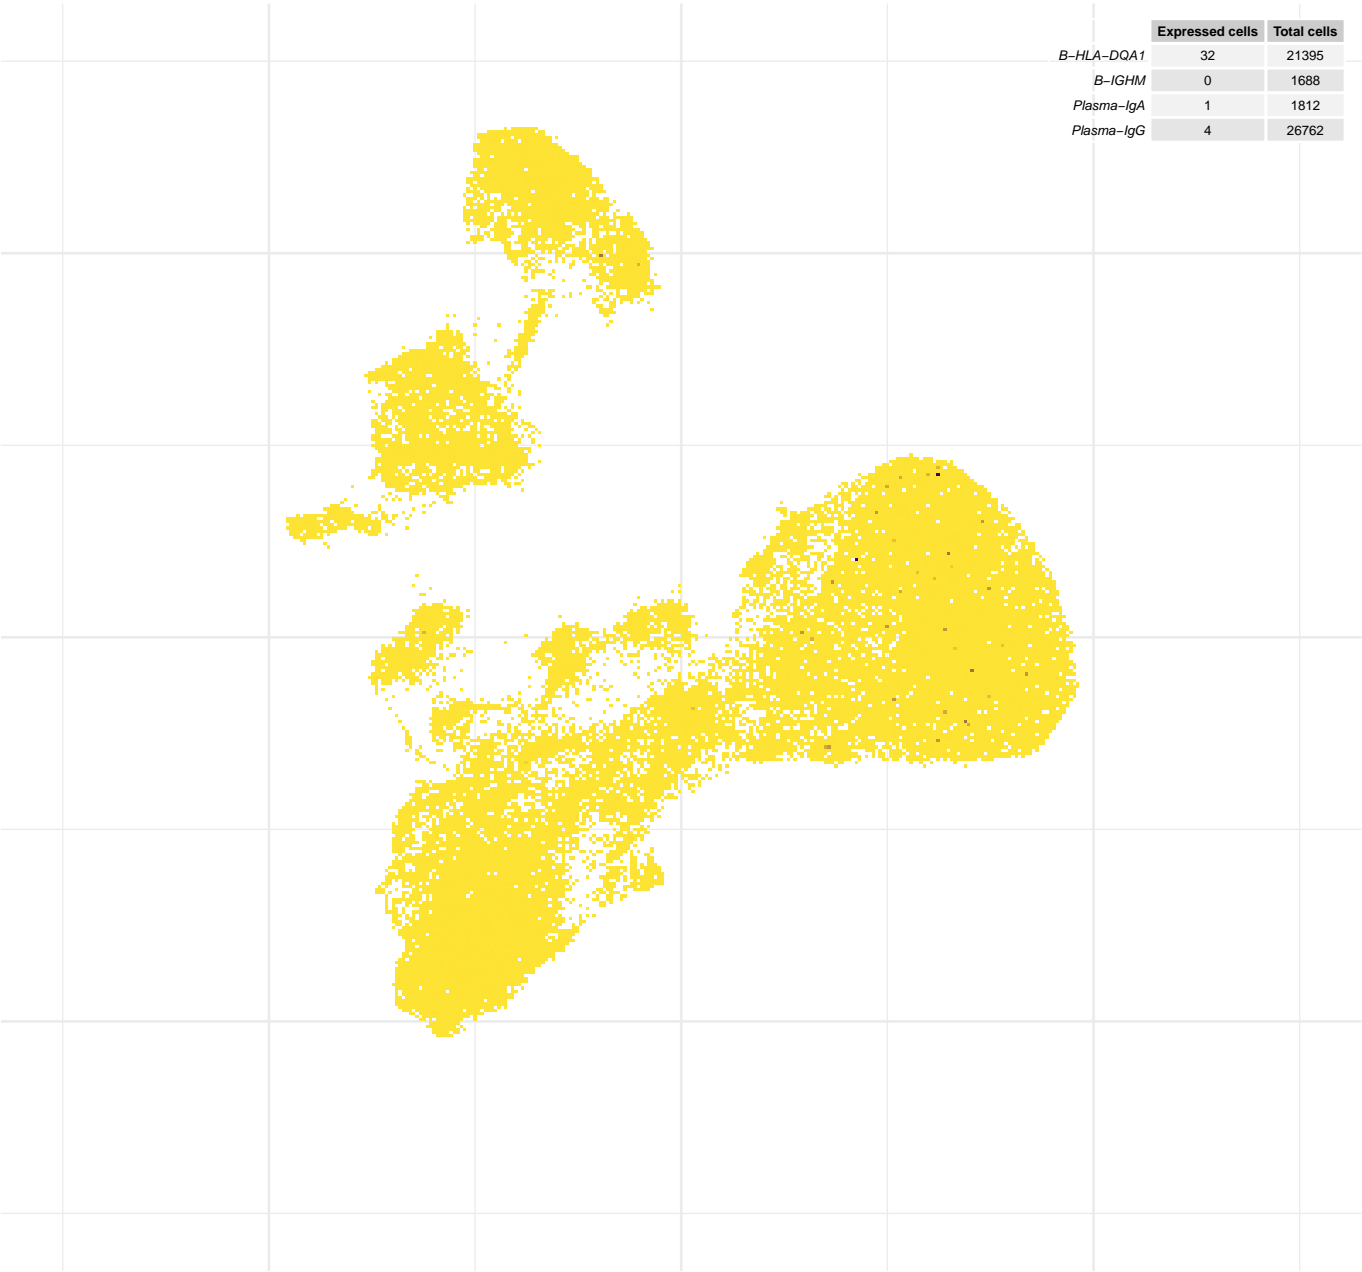 Expressed cells Total cells
B-HLA-DQA1 32 21395
B-IGHM 0 1688
Plasma-IgA 1 1812
Plasma-IgG 4 26762